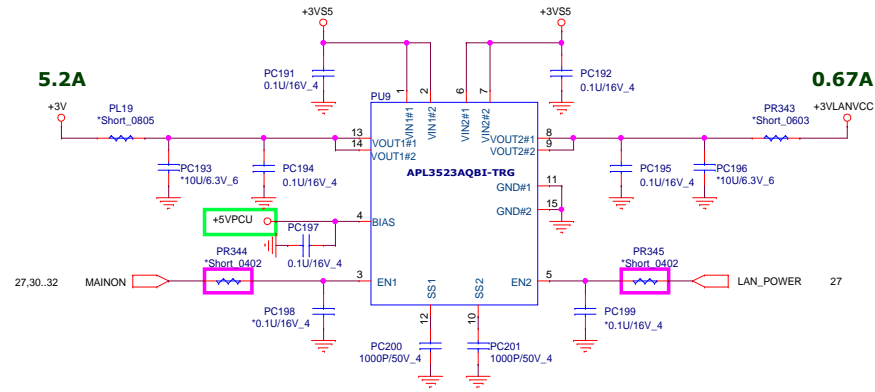 +3VS5
+3VS5
5.2A
0.67A
PC191
0.1U/16V_4
PC192
0.1U/16V_4
PU9
1
2
6
7
VIN1#1
VIN1#2
VIN2#1
VIN2#2
+3V
PL19
*Short_0805
PR343
*Short_0603
+3VLANVCC
13
14
VOUT1#1
VOUT1#2
VOUT2#1
VOUT2#2
8
9
PC193
*10U/6.3V_6
PC194
0.1U/16V_4
APL3523AQBI-TRG
PC195
0.1U/16V_4
PC196
*10U/6.3V_6
GND#1
11
GND#2
15
+5VPCU
4
BIAS
PC197
0.1U/16V_4
PR344
*Short_0402
PR345
*Short_0402
27,30..32
MAINON
3
EN1
SS1
SS2
EN2
5
LAN_POWER
27
PC198
*0.1U/16V_4
12
10
PC199
*0.1U/16V_4
PC200
1000P/50V_4
PC201
1000P/50V_4